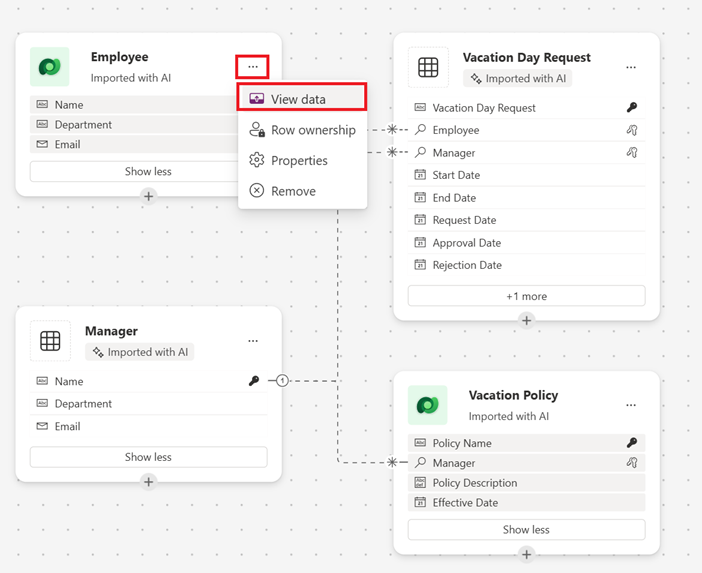 Employee
Imported with AI
...
Name
Department
Email
Show less
View data
Row ownership
Properties
Remove
Vacation Day Request
Imported with AI
...
Vacation Day Request
Employee
Manager
Start Date
End Date
Request Date
Approval Date
Rejection Date
+1 more
Manager
Imported with AI
...
Name
Department
Email
Show less
1
Vacation Policy
Imported with AI
...
Policy Name
Manager
Policy Description
Effective Date
Show less